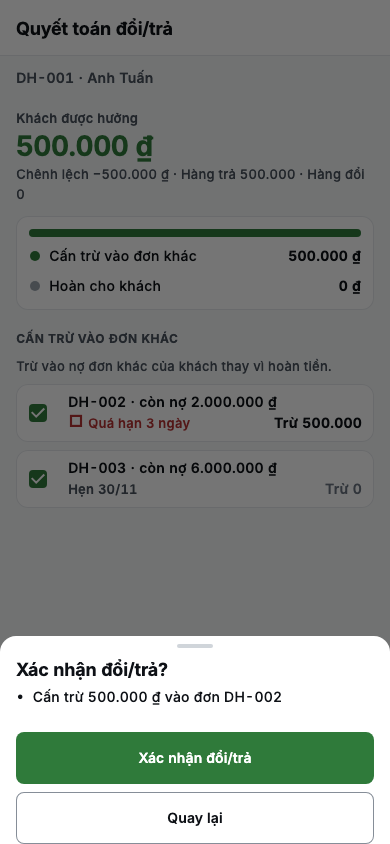 Quyết toán đổi/trả
DH-001 · Anh Tuấn
Khách được hưởng
500.000 ₫
Chênh lệch −500.000 ₫ · Hàng trả 500.000 · Hàng đổi
0
Cấn trừ vào đơn khác 500.000 ₫
Hoàn cho khách 0 ₫
CẤN TRỪ VÀO ĐƠN KHÁC
Trừ vào nợ đơn khác của khách thay vì hoàn tiền.
DH-002 · còn nợ 2.000.000 ₫
Quá hạn 3 ngày Trừ 500.000
DH-003 · còn nợ 6.000.000 ₫
Hẹn 30/11 Trừ 0
Xác nhận đổi/trả?
• Cấn trừ 500.000 ₫ vào đơn DH-002
Xác nhận đổi/trả
Quay lại